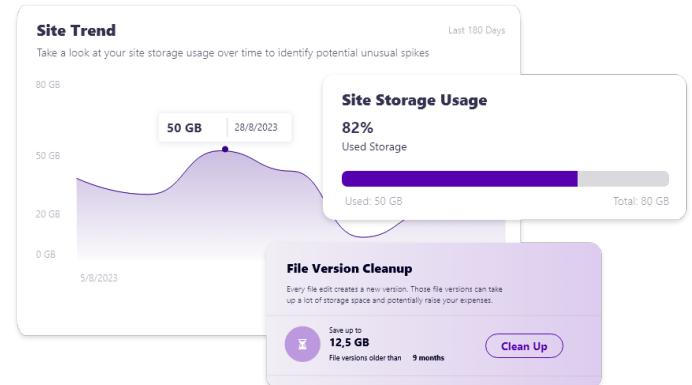 Site Trend
Last 180 Days
Take a look at your site storage usage over time to identify potential unusual spikes
80 GB
50 GB
20 GB
0 GB
50 GB
28/8/2023
5/8/2023
Site Storage Usage
82%
Used Storage
Used: 50 GB
Total: 80 GB
File Version Cleanup
Every file edit creates a new version. Those file versions can take
up a lot of storage space and potentially raise your expenses.
Save up to
12,5 GB
File versions older than 9 months
Clean Up